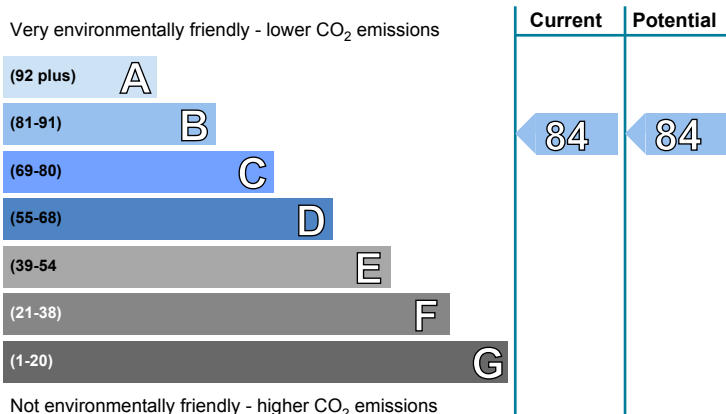 Current Potential
Very environmentally friendly - lower CO2 emissions
(92 plus) A
(81-91) B 84 84
(69-80) C
(55-68) D
(39-54 E
(21-38) F
(1-20) G
Not environmentally friendly - higher CO2 emissions